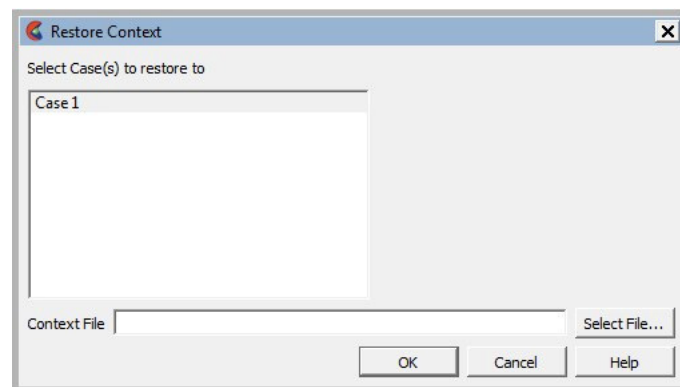 Restore Context
Select Case(s) to restore to
Case 1
Context File
Select File...
OK Cancel Help